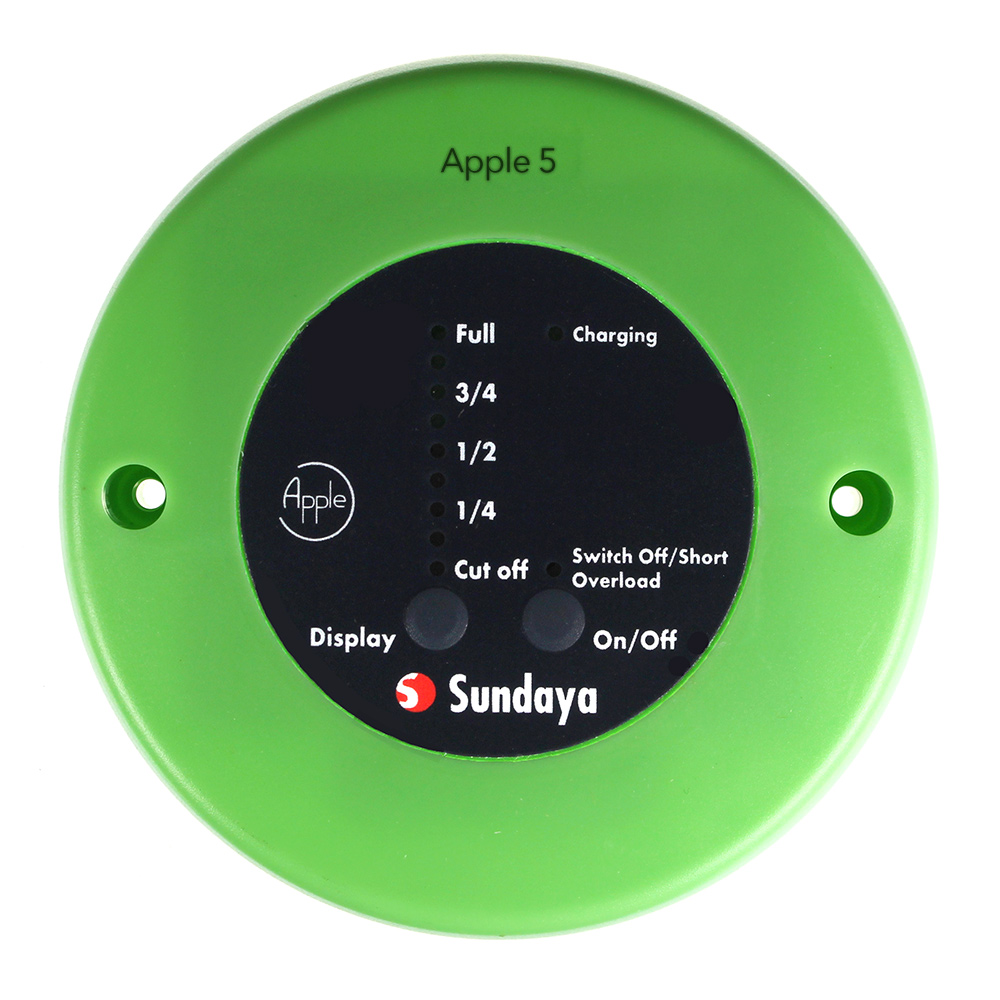 Apple 5
Full
Charging
3/4
1/2
Apple
1/4
Cut off
Switch Off/Short
Overload
Display
On/Off
S Sundaya